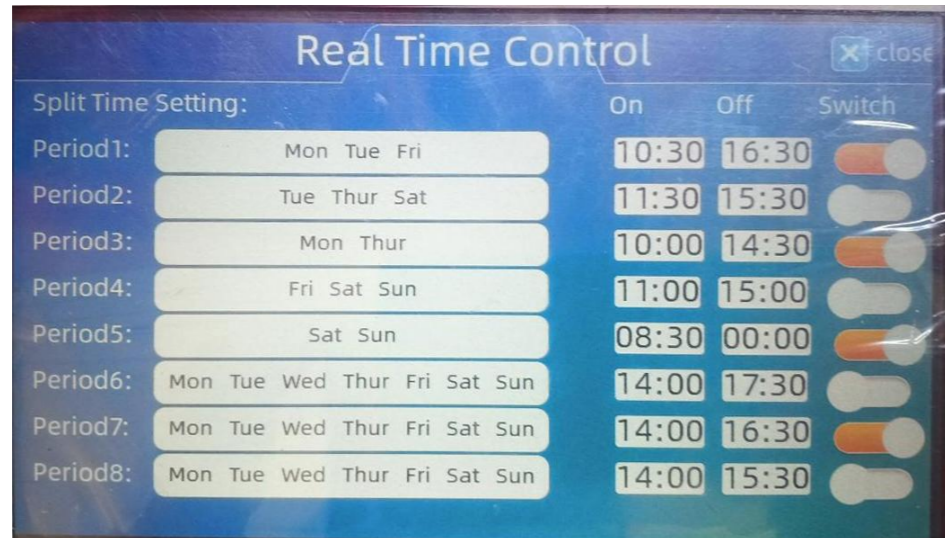 Real Time Control
close
Split Time Setting: On Off Switch
Period1: Mon Tue Fri 10:30 16:30
Period2: Tue Thur Sat 11:30 15:30
Period3: Mon Thur 10:00 14:30
Period4: Fri Sat Sun 11:00 15:00
Period5: Sat Sun 08:30 00:00
Period6: Mon Tue Wed Thur Fri Sat Sun 14:00 17:30
Period7: Mon Tue Wed Thur Fri Sat Sun 14:00 16:30
Period8: Mon Tue Wed Thur Fri Sat Sun 14:00 15:30